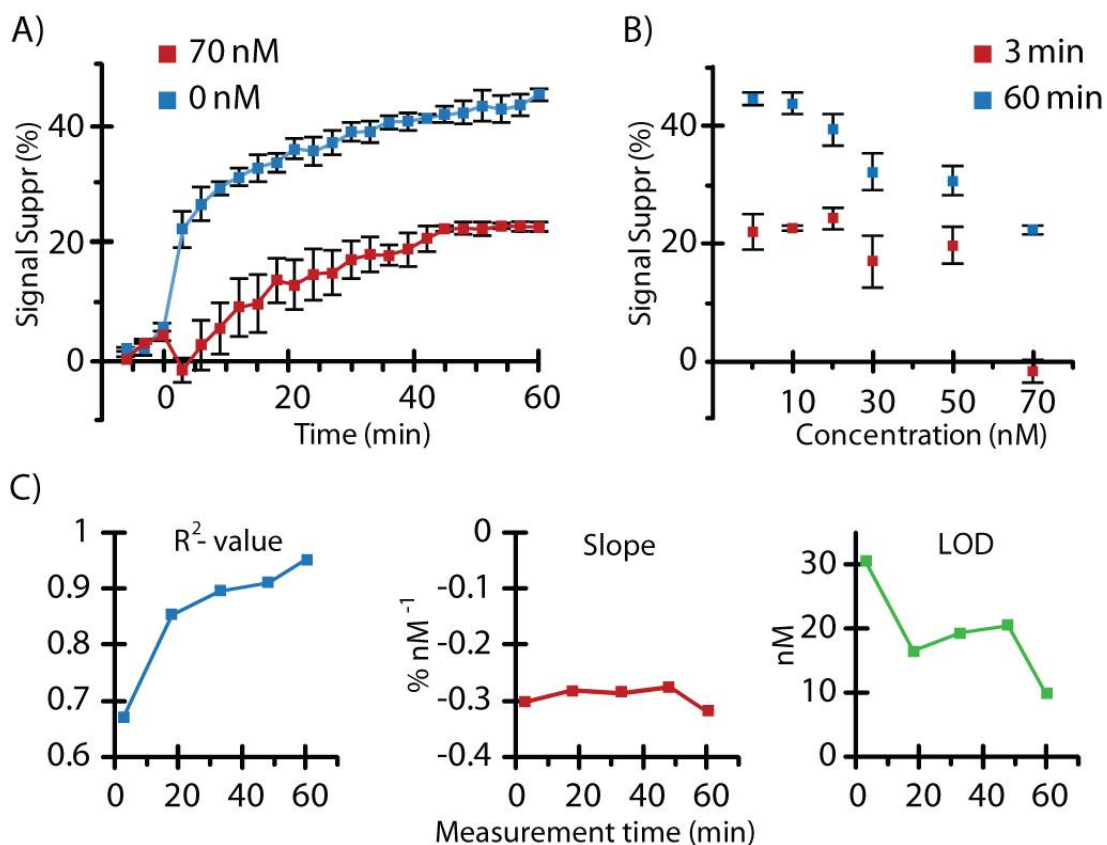 A)
70 nM
0 nM
Signal Suppr (%)
40
20
0
0 20 40 60
Time (min)
B)
3 min
60 min
Signal Suppr (%)
40
20
0
10 30 50 70
Concentration (nM)
C)
R²- value
1
0.9
0.8
0.7
0.6
0 20 40 60
Slope
% nM⁻¹
0
-0.1
-0.2
-0.3
-0.4
0 20 40 60
LOD
nM
30
20
10
0
0 20 40 60
Measurement time (min)